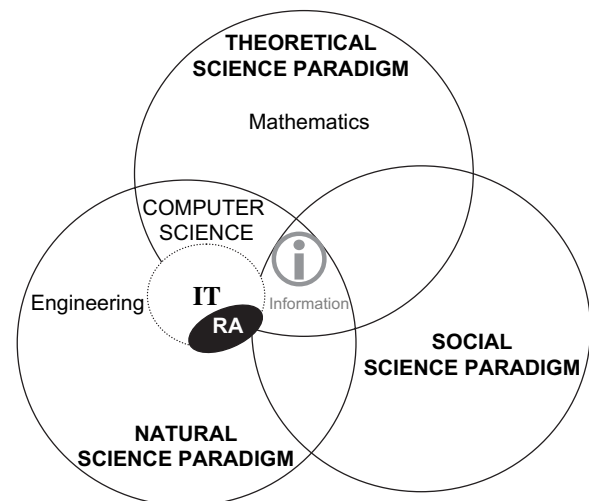 THEORETICAL
SCIENCE PARADIGM
Mathematics
COMPUTER
SCIENCE
i
Information
Engineering
IT
RA
SOCIAL
SCIENCE PARADIGM
NATURAL
SCIENCE PARADIGM